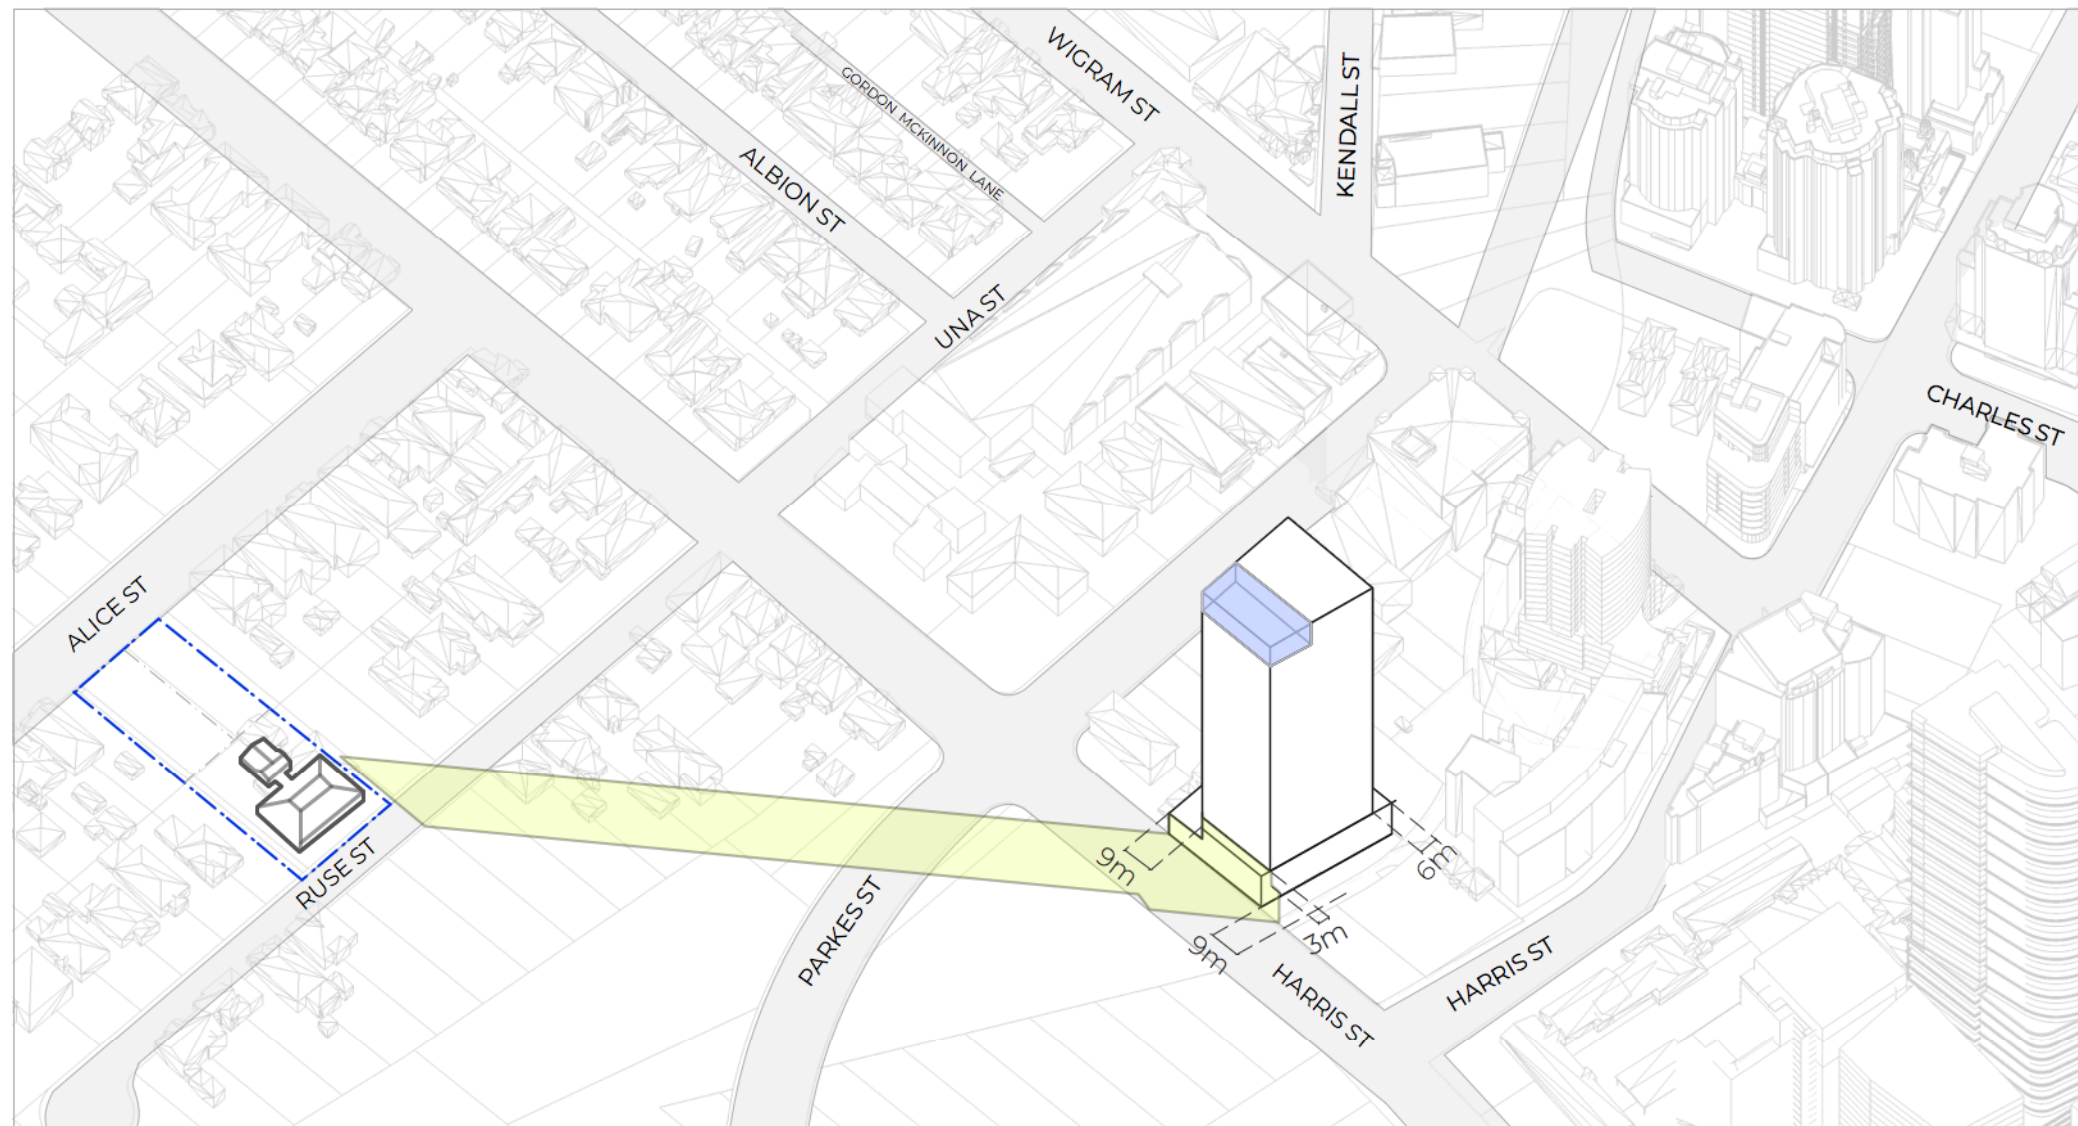 WIGRAM ST
KENDALL ST
GORDON MCKINNON LANE
ALBION ST
UNA ST
CHARLES ST
ALICE ST
RUSE ST
PARKES ST
9m
6m
9m
3m
HARRIS ST
HARRIS ST